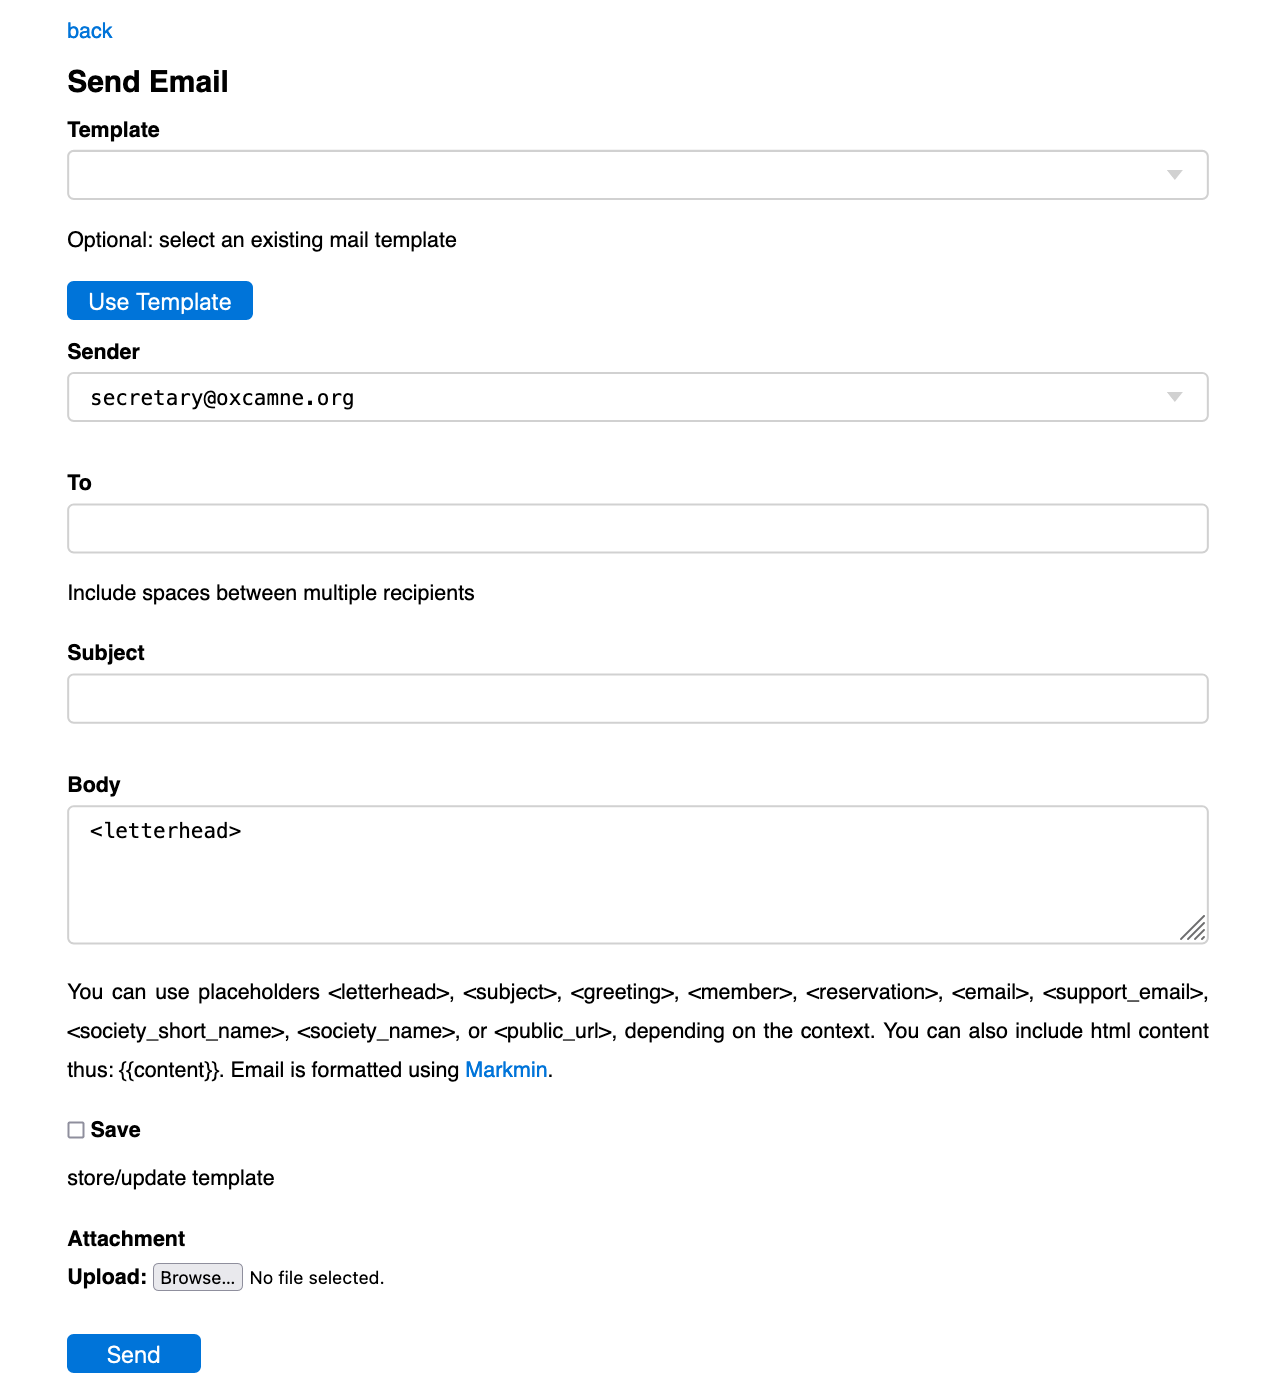 back
Send Email
Template
Optional: select an existing mail template
Use Template
Sender
secretary@oxcamne.org
To
Include spaces between multiple recipients
Subject
Body
<letterhead>
You can use placeholders <letterhead>, <subject>, <greeting>, <member>, <reservation>, <email>, <support_email>,
<society_short_name>, <society_name>, or <public_url>, depending on the context. You can also include html content
thus: {{content}}. Email is formatted using Markmin.
Save
store/update template
Attachment
Upload: Browse... No file selected.
Send